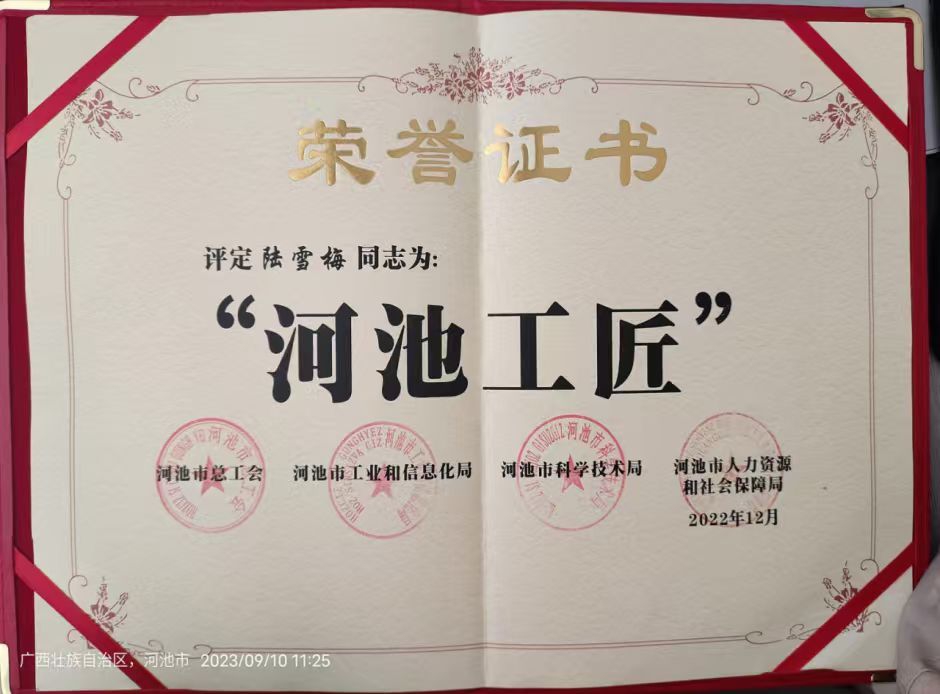 荣誉证书
评定陆雪梅同志为:
“河池工匠”
河池市总工会
河池市工业和信息化局
河池市科学技术局
河池市人力资源
和社会保障局
2022年12月
广西壮族自治区，河池市 2023/09/10 11:25